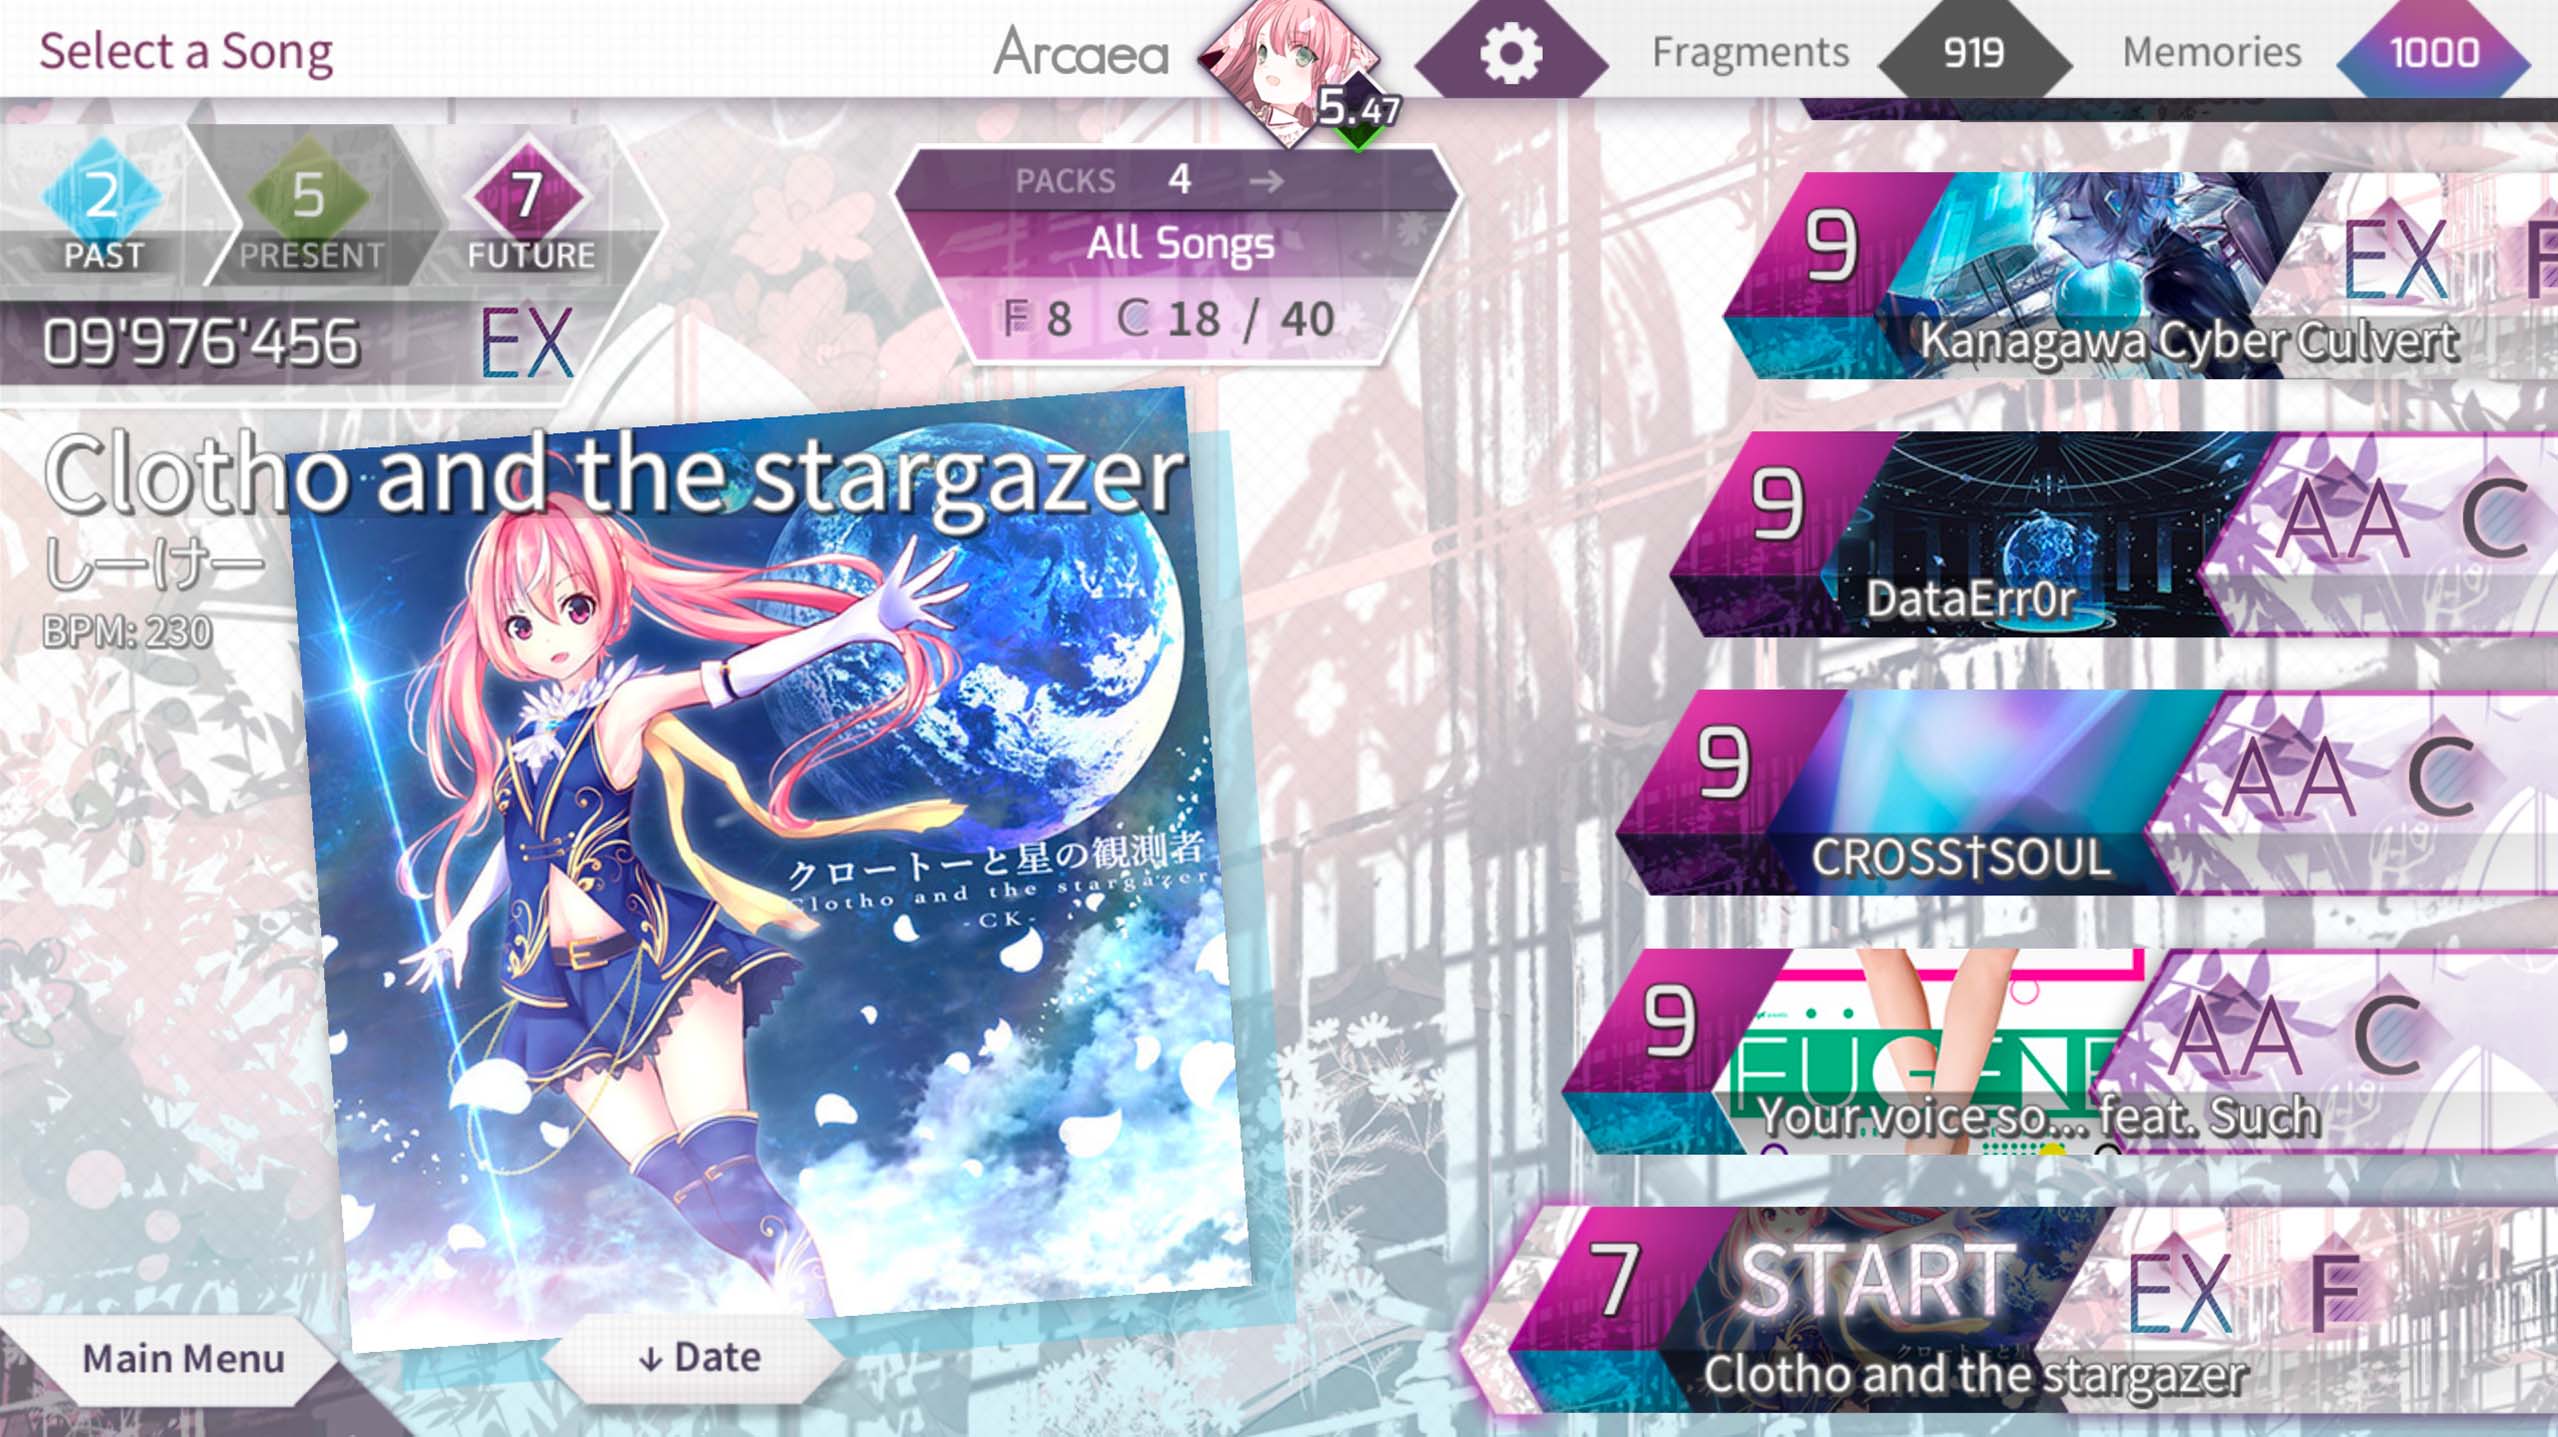 Select a Song
Arcaea
5.47
Fragments
919
Memories
1000
2
PAST
5
PRESENT
7
FUTURE
09'976'456
EX
PACKS 4 →
All Songs
F 8 C 18 / 40
Clotho and the stargazer
しーけー
BPM: 230
クロートーと星の観測者
Clotho and the stargazer
-CK-
9
EX
F
Kanagawa Cyber Culvert
9
AA C
DataErr0r
9
AA C
CROSS†SOUL
9
AA C
Your voice so... feat. Such
7
START
EX F
Clotho and the stargazer
Main Menu
↓ Date